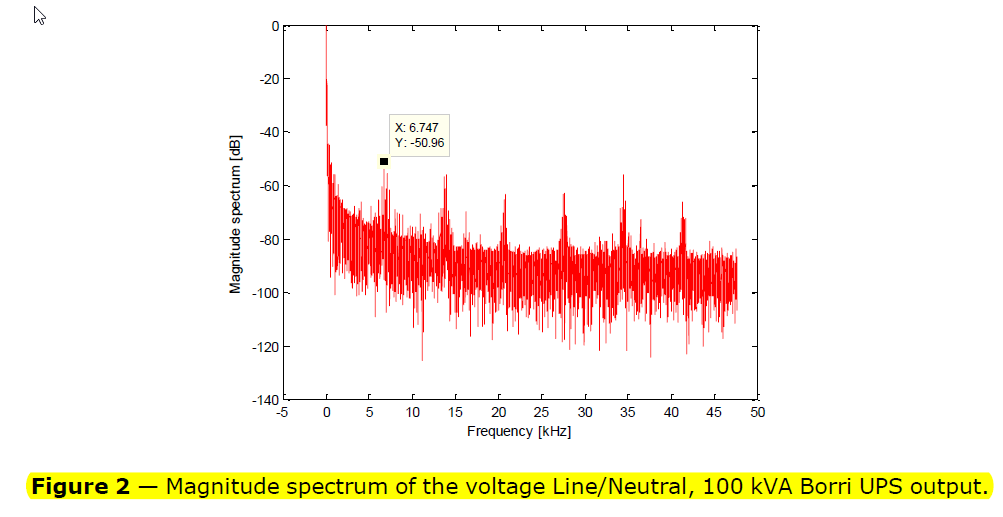 0
-20
-40
-60
-80
-100
-120
-140
Magnitude spectrum [dB]
X: 6.747
Y: -50.96
-5 0 5 10 15 20 25 30 35 40 45 50
Frequency [kHz]
Figure 2 — Magnitude spectrum of the voltage Line/Neutral, 100 kVA Borri UPS output.